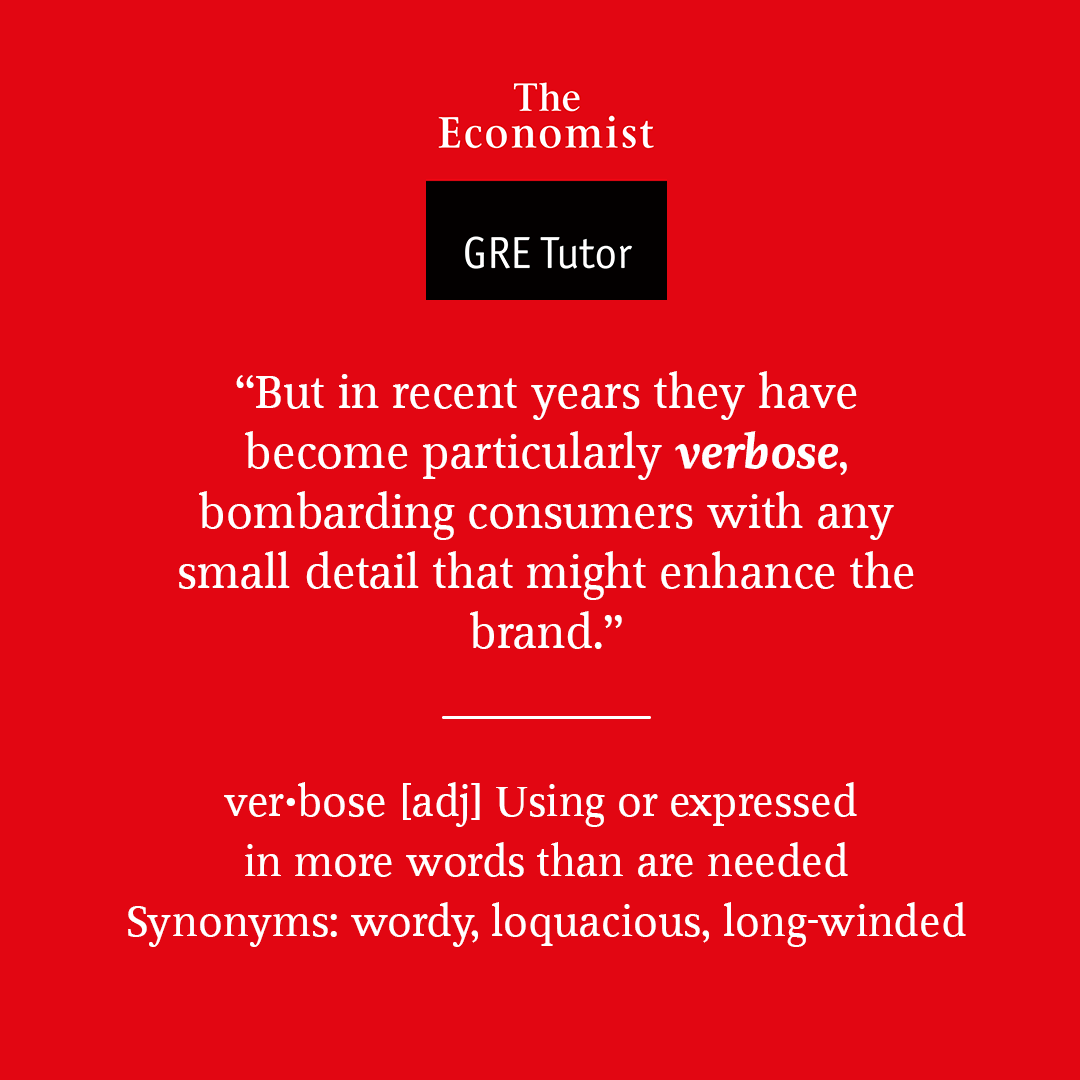 The
Economist
GRE Tutor
“But in recent years they have
become particularly verbose,
bombarding consumers with any
small detail that might enhance the
brand.”
ver•bose [adj] Using or expressed
in more words than are needed
Synonyms: wordy, loquacious, long-winded